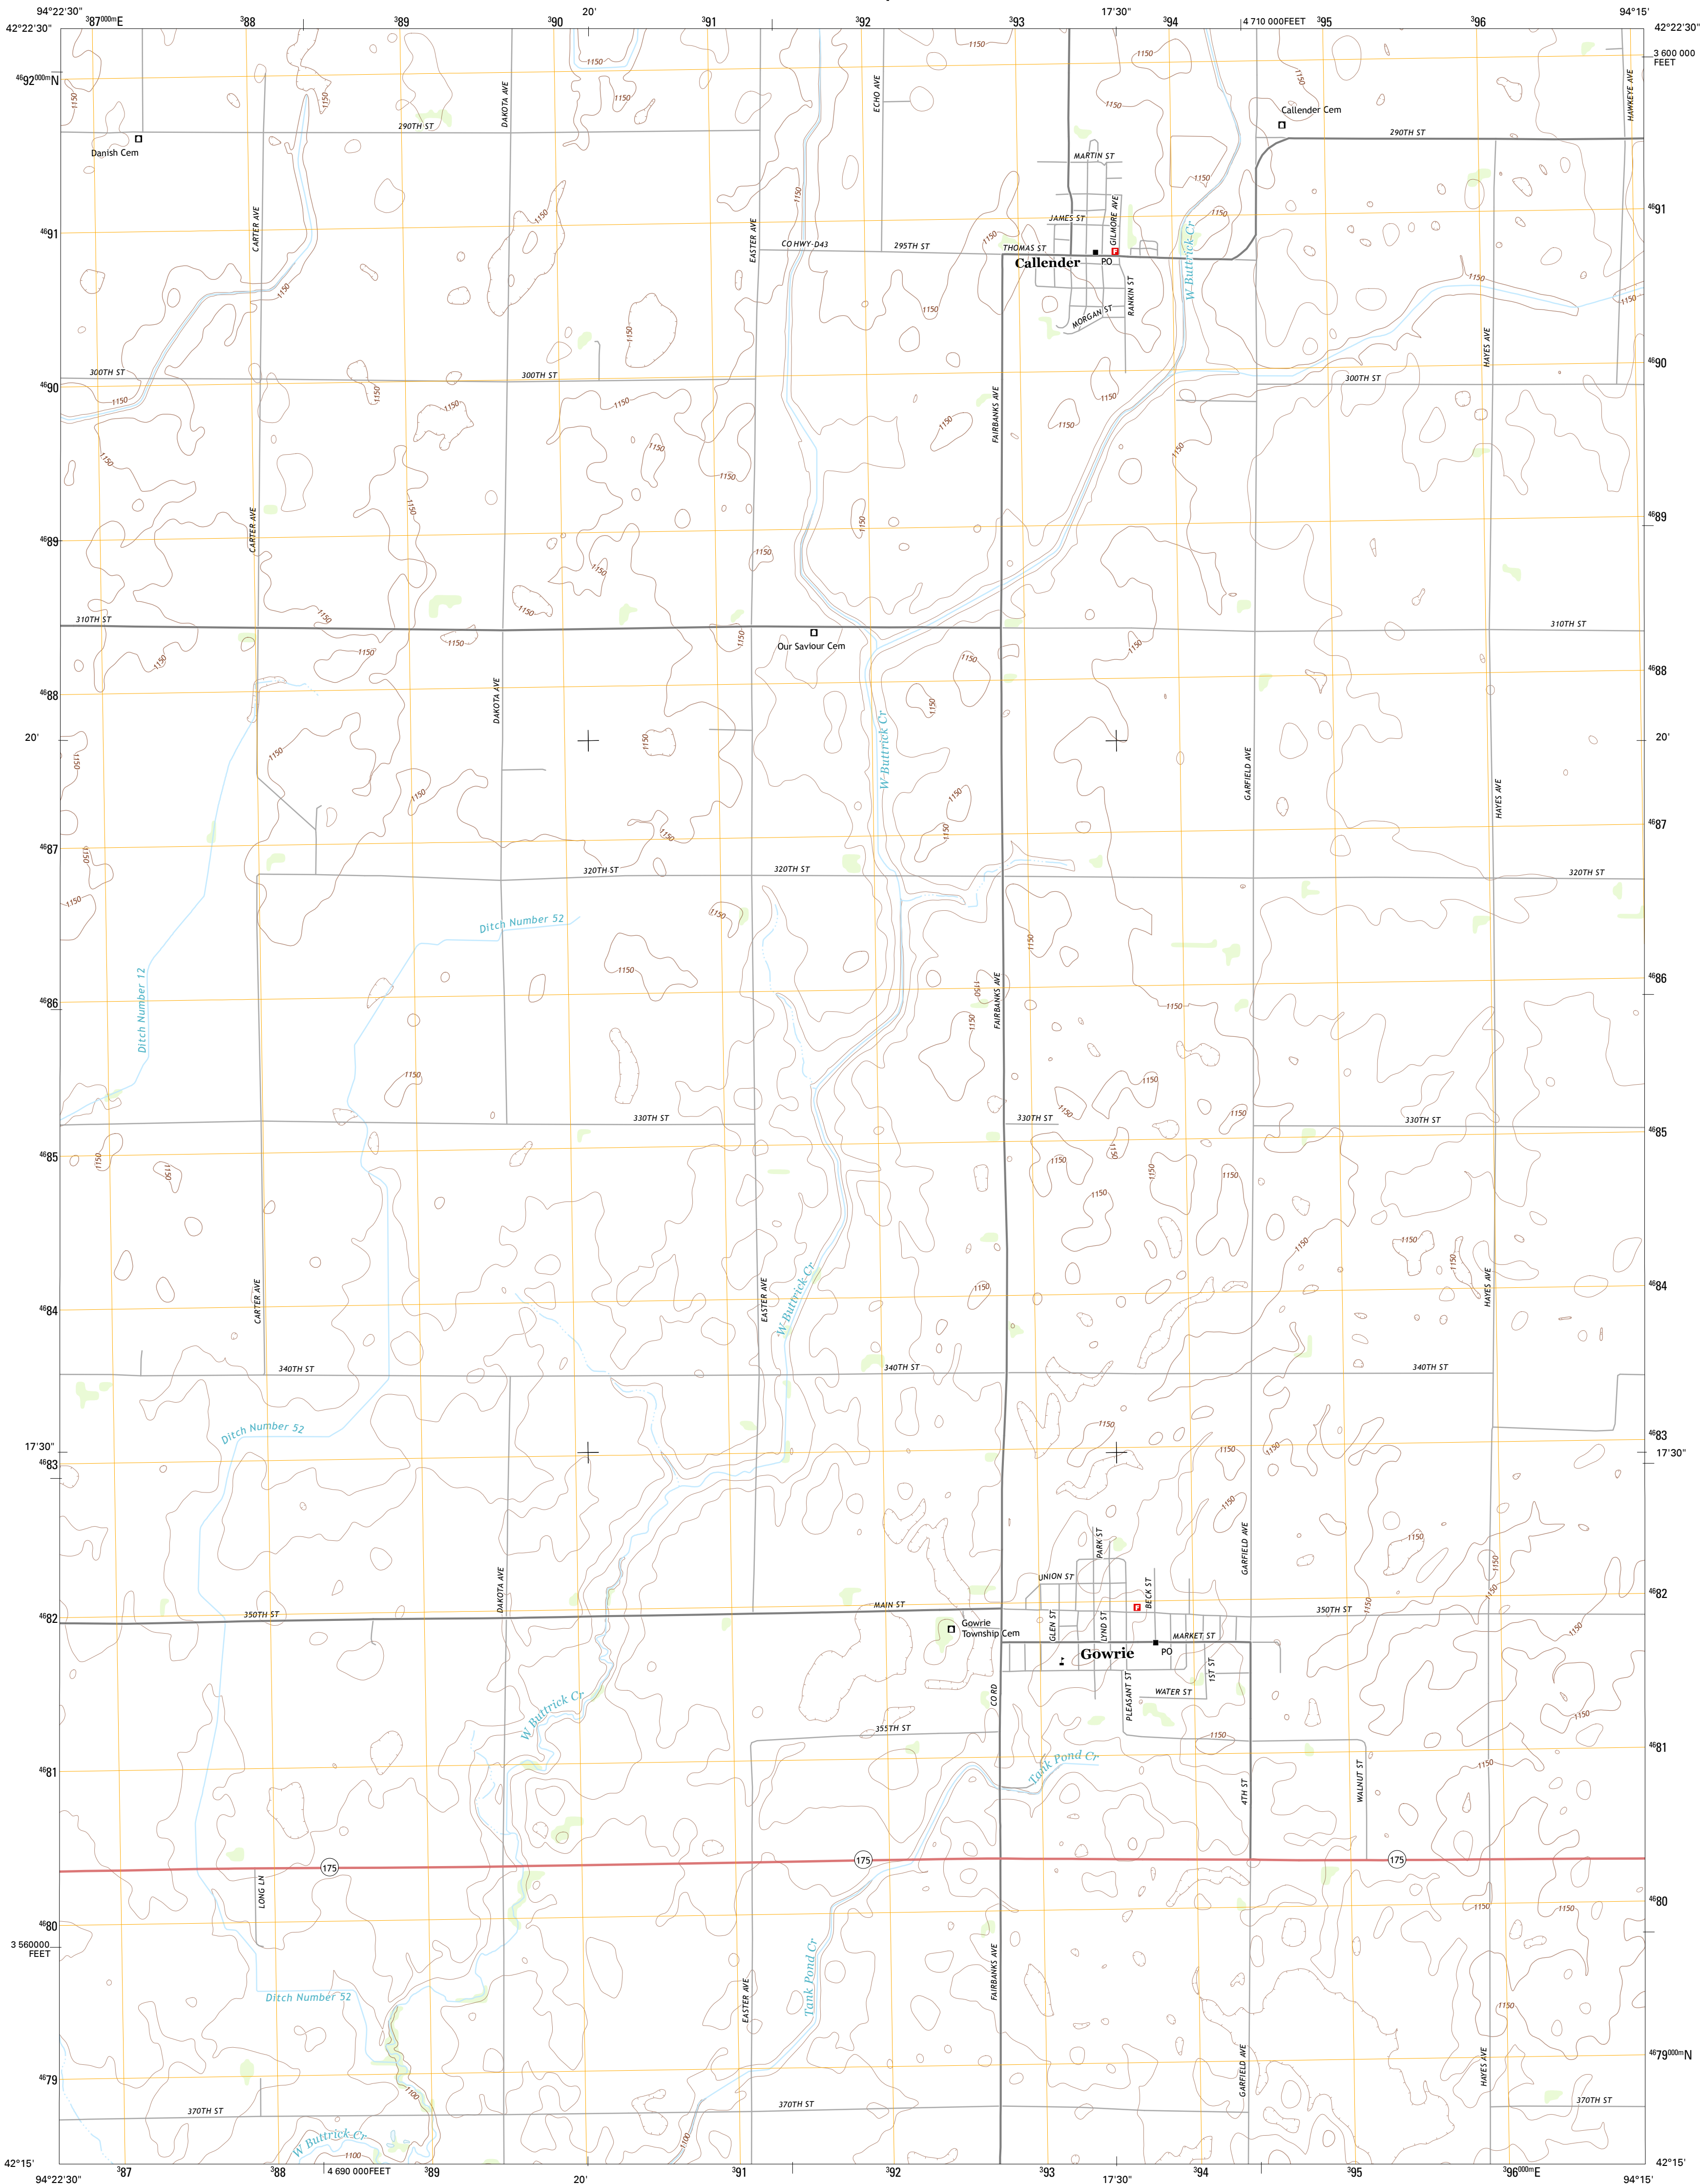 94°22'30"
³87⁰⁰⁰ᵐE
³88
³89
20'
³90
³91
³92
³93
17'30"
³94
4 710 000FEET
³95
³96
94°15'
42°22'30"
42°22'30"
3 600 000
FEET
⁴⁶92⁰⁰⁰ᵐN
1150
DAKOTA AVE
ECHO AVE
HAWKEYE AVE
Callender Cem
290TH ST
290TH ST
Danish Cem
MARTIN ST
CARTER AVE
EASTER AVE
JAMES ST
GILMORE AVE
W Buttrick Cr
⁴⁶91
⁴⁶91
CO HWY-D43
295TH ST
THOMAS ST
F
Callender
PO
RANKIN ST
MORGAN ST
HAYES AVE
300TH ST
300TH ST
300TH ST
⁴⁶90
⁴⁶90
FAIRBANKS AVE
1150
CARTER AVE
⁴⁶89
⁴⁶89
310TH ST
310TH ST
Our Saviour Cem
DAKOTA AVE
⁴⁶88
⁴⁶88
W Buttrick Cr
20'
20'
GARFIELD AVE
HAYES AVE
⁴⁶87
⁴⁶87
320TH ST
320TH ST
320TH ST
Ditch Number 52
Ditch Number 12
FAIRBANKS AVE
⁴⁶86
⁴⁶86
1150
330TH ST
330TH ST
330TH ST
⁴⁶85
⁴⁶85
CARTER AVE
EASTER AVE
W Buttrick Cr
HAYES AVE
⁴⁶84
⁴⁶84
340TH ST
340TH ST
340TH ST
Ditch Number 52
17'30"
17'30"
⁴⁶83
⁴⁶83
1150
PARK ST
GARFIELD AVE
DAKOTA AVE
UNION ST
BECK ST
⁴⁶82
⁴⁶82
350TH ST
MAIN ST
F
350TH ST
Gowrie
Township Cem
GLEN ST
LYND ST
MARKET ST
Gowrie
PO
1ST ST
PLEASANT ST
WATER ST
CO RD
W Buttrick Cr
355TH ST
1150
Tank Pond Cr
⁴⁶81
⁴⁶81
4TH ST
WALNUT ST
175
175
175
LONG LN
⁴⁶80
⁴⁶80
3 560000
FEET
Tank Pond Cr
FAIRBANKS AVE
EASTER AVE
Ditch Number 52
1150
⁴⁶79
⁴⁶79⁰⁰⁰ᵐN
GARFIELD AVE
HAYES AVE
1100
370TH ST
370TH ST
370TH ST
W Buttrick Cr
1100
1100
42°15'
42°15'
94°22'30"
³87
³88
4 690 000FEET
³89
20'
³91
³92
³93
17'30"
³94
³95
³96⁰⁰⁰ᵐE
94°15'